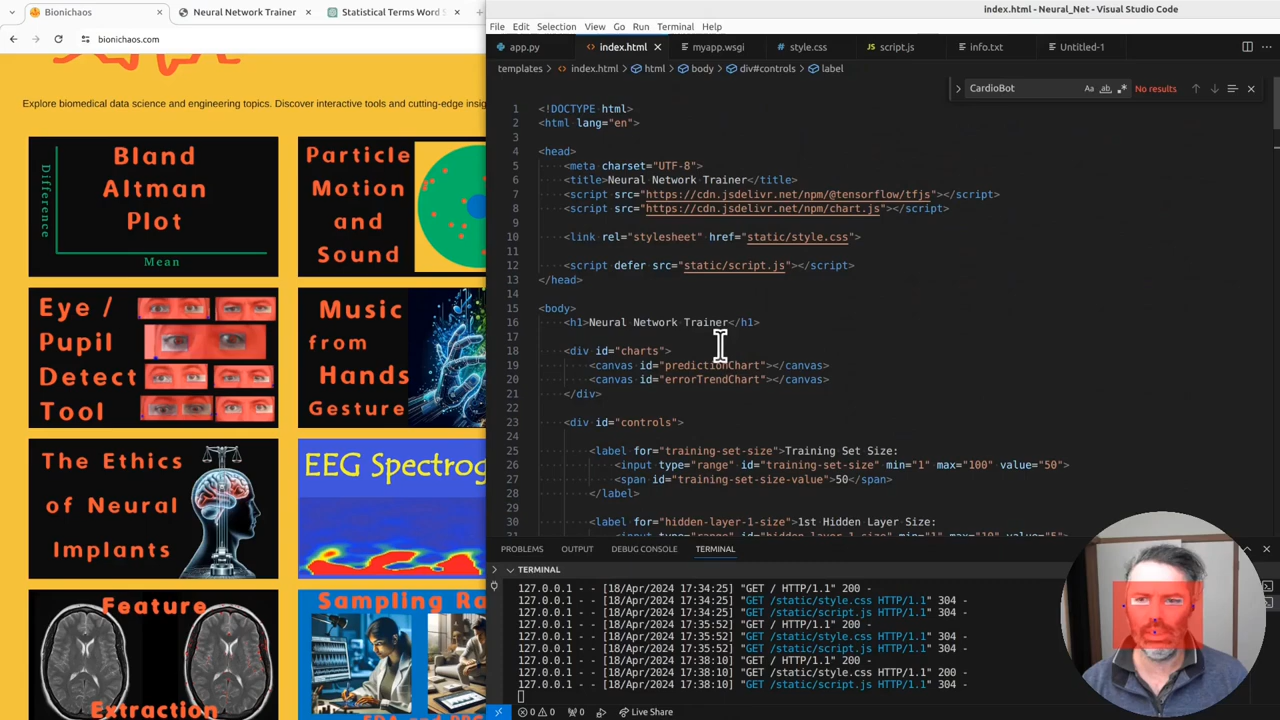 Bionichaos
Neural Network Trainer
Statistical Terms Word S
bionichaos.com
Explore biomedical data science and engineering topics. Discover interactive tools and cutting-edge insig
Difference
Bland
Altman
Plot
Mean
Particle
Motion
and
Sound
Eye /
Pupil
Detect
Tool
Music
from
Hands
Gesture
The Ethics
of Neural
Implants
EEG Spectrog
Feature
Extraction
Sampling Ra
index.html - Neural_Net - Visual Studio Code
File Edit Selection View Go Run Terminal Help
app.py
index.html
myapp.wsgi
style.css
script.js
info.txt
Untitled-1
templates > index.html > html > body > div#controls > label
CardioBot
Aa ab
No results
1 <!DOCTYPE html>
2 <html lang="en">
3
4 <head>
5 <meta charset="UTF-8">
6 <title>Neural Network Trainer</title>
7 <script src="https://cdn.jsdelivr.net/npm/@tensorflow/tfjs"></script>
8 <script src="https://cdn.jsdelivr.net/npm/chart.js"></script>
9
10 <link rel="stylesheet" href="static/style.css">
11
12 <script defer src="static/script.js"></script>
13 </head>
14
15 <body>
16 <h1>Neural Network Trainer</h1>
17
18 <div id="charts">
19 <canvas id="predictionChart"></canvas>
20 <canvas id="errorTrendChart"></canvas>
21 </div>
22
23 <div id="controls">
24
25 <label for="training-set-size">Training Set Size:
26 <input type="range" id="training-set-size" min="1" max="100" value="50">
27 <span id="training-set-size-value">50</span>
28 </label>
29
30 <label for="hidden-layer-1-size">1st Hidden Layer Size:
31 <input type="range" id="hidden-layer-1-size" min="1" max="10" value="5">
PROBLEMS OUTPUT DEBUG CONSOLE TERMINAL
TERMINAL
127.0.0.1 - - [18/Apr/2024 17:34:25] "GET / HTTP/1.1" 200 -
127.0.0.1 - - [18/Apr/2024 17:34:25] "GET /static/style.css HTTP/1.1" 304 -
127.0.0.1 - - [18/Apr/2024 17:34:25] "GET /static/script.js HTTP/1.1" 304 -
127.0.0.1 - - [18/Apr/2024 17:35:52] "GET / HTTP/1.1" 200 -
127.0.0.1 - - [18/Apr/2024 17:35:52] "GET /static/style.css HTTP/1.1" 304 -
127.0.0.1 - - [18/Apr/2024 17:35:52] "GET /static/script.js HTTP/1.1" 304 -
127.0.0.1 - - [18/Apr/2024 17:38:10] "GET / HTTP/1.1" 200 -
127.0.0.1 - - [18/Apr/2024 17:38:10] "GET /static/style.css HTTP/1.1" 200 -
127.0.0.1 - - [18/Apr/2024 17:38:10] "GET /static/script.js HTTP/1.1" 304 -
0 0 0 Live Share